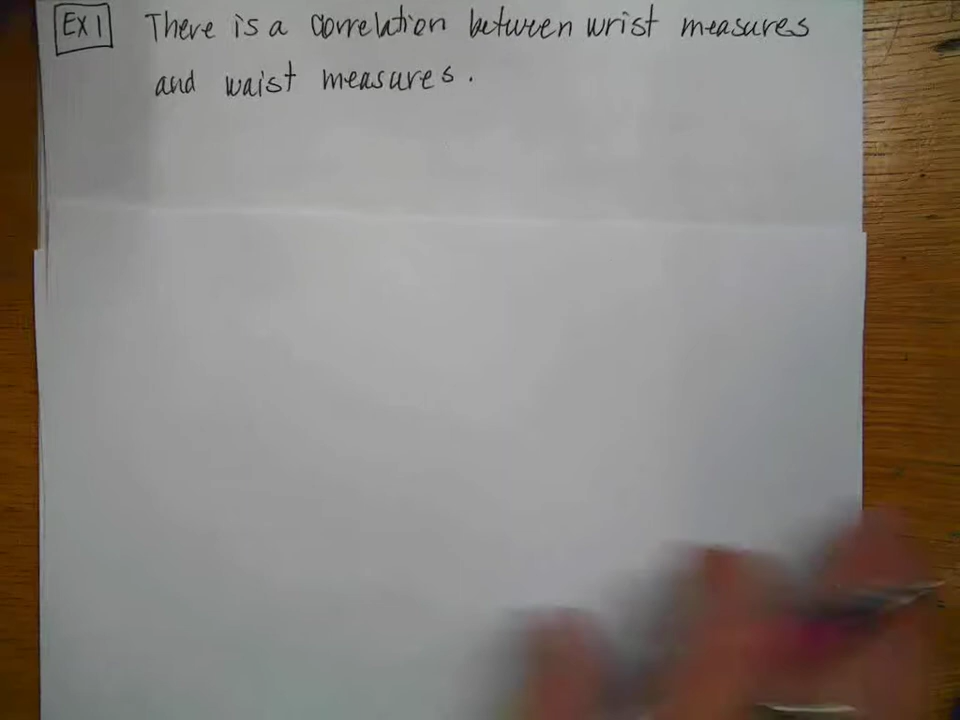 EX 1 There is a correlation between wrist measures
and waist measures.